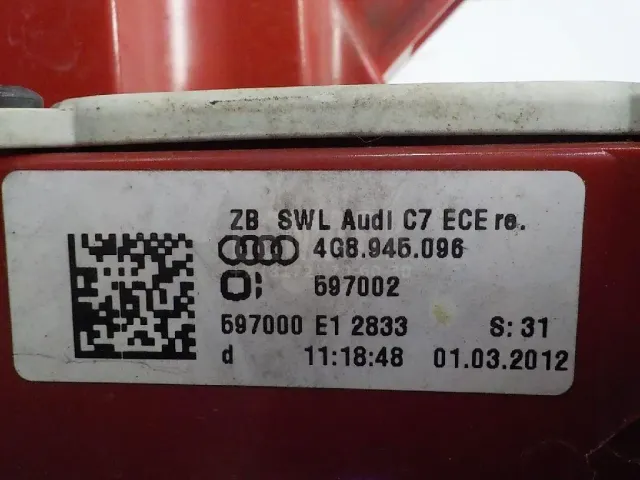 ZB SWL Audi C7 ECE re.
4G8.945.096
597002
597000 E1 2833 S: 31
d 11:18:48 01.03.2012